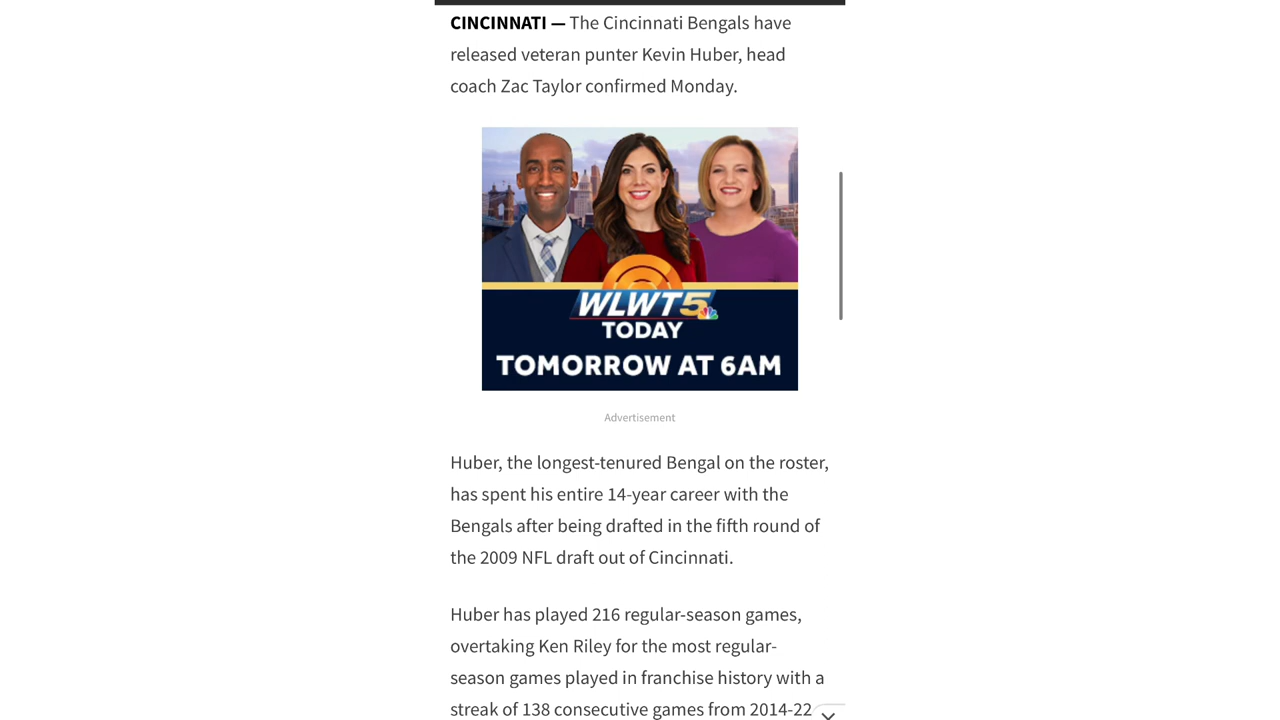 CINCINNATI — The Cincinnati Bengals have
released veteran punter Kevin Huber, head
coach Zac Taylor confirmed Monday.
WLWT5
TODAY
TOMORROW AT 6AM
Advertisement
Huber, the longest-tenured Bengal on the roster,
has spent his entire 14-year career with the
Bengals after being drafted in the fifth round of
the 2009 NFL draft out of Cincinnati.
Huber has played 216 regular-season games,
overtaking Ken Riley for the most regular-
season games played in franchise history with a
streak of 138 consecutive games from 2014-22